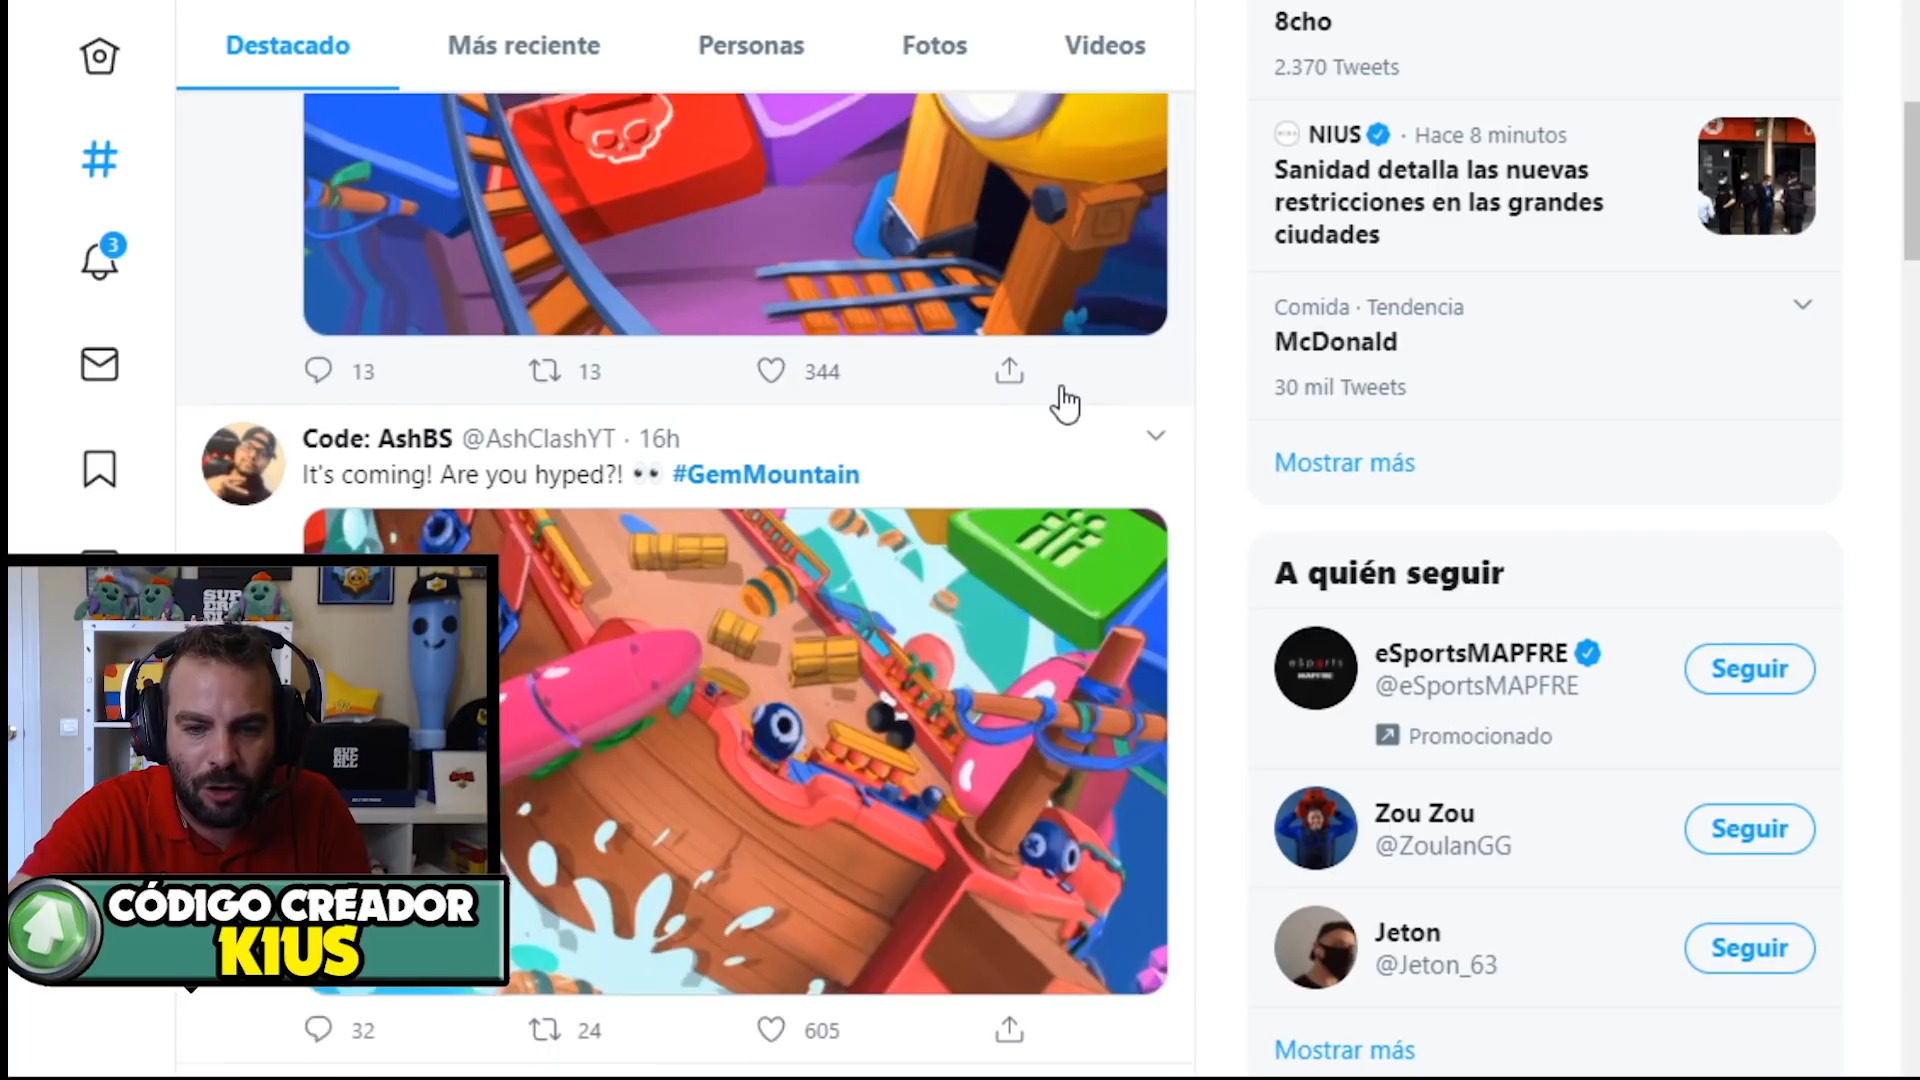 Destacado
Más reciente
Personas
Fotos
Videos
3
13
13
344
Code: AshBS @AshClashYT · 16h
It's coming! Are you hyped?! 👀 #GemMountain
32
24
605
SUPERCELL
CÓDIGO CREADOR
K1US
8cho
2.370 Tweets
NIUS · Hace 8 minutos
Sanidad detalla las nuevas
restricciones en las grandes
ciudades
Comida · Tendencia
McDonald
30 mil Tweets
Mostrar más
A quién seguir
eSports
MAPFRE
eSportsMAPFRE
@eSportsMAPFRE
Seguir
Promocionado
Zou Zou
@ZoulanGG
Seguir
Jeton
@Jeton_63
Seguir
Mostrar más